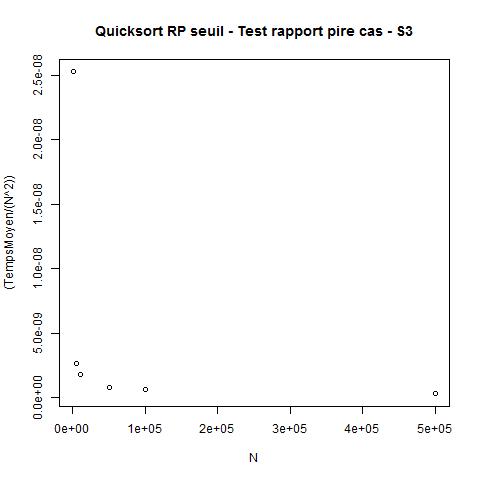 Quicksort RP seuil - Test rapport pire cas - S3
(TempsMoyen/(N^2))
2.5e-08
2.0e-08
1.5e-08
1.0e-08
5.0e-09
0.0e+00
0e+00 1e+05 2e+05 3e+05 4e+05 5e+05
N